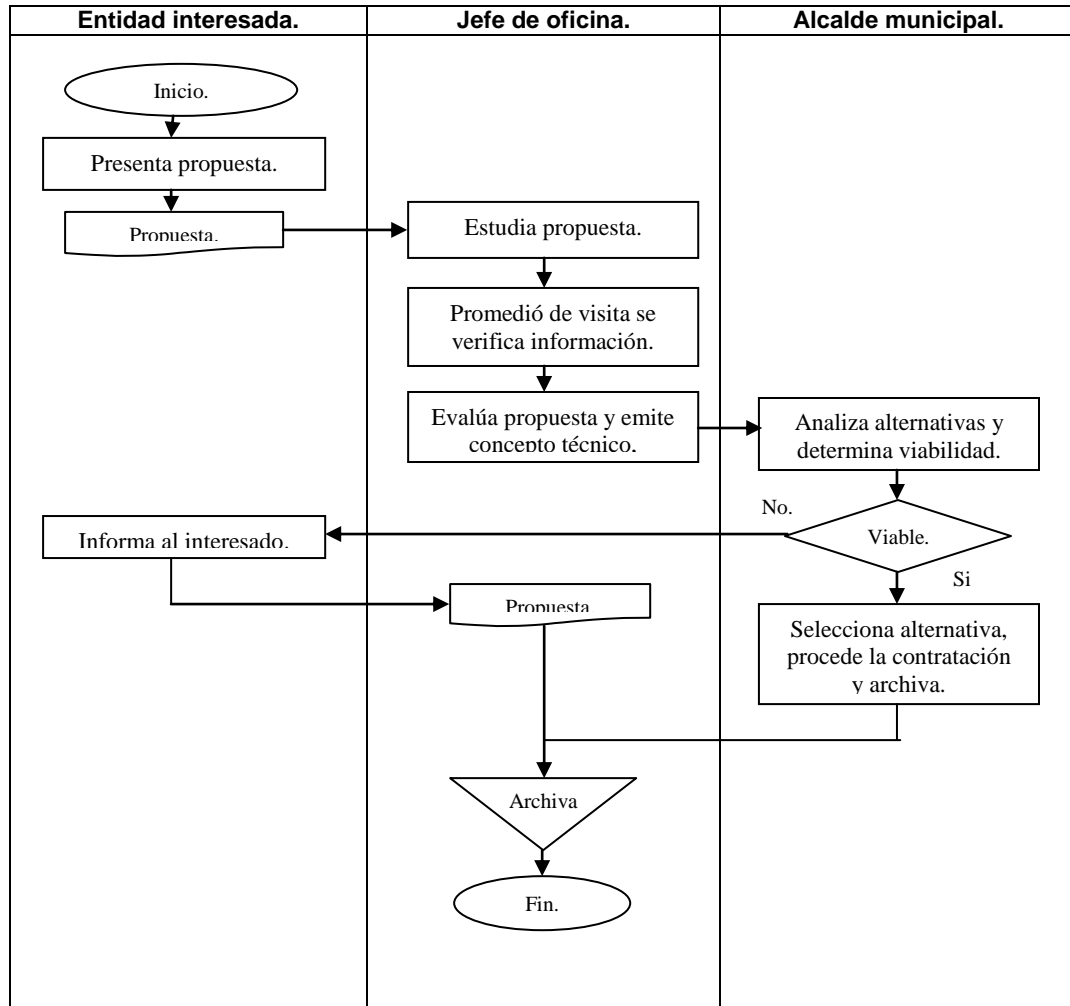 Entidad interesada.
Jefe de oficina.
Alcalde municipal.
Inicio.
Presenta propuesta.
Propuesta.
Estudia propuesta.
Promedió de visita se
verifica información.
Evalúa propuesta y emite
concepto técnico.
Analiza alternativas y
determina viabilidad.
No.
Viable.
Informa al interesado.
Si
Propuesta
Selecciona alternativa,
procede la contratación
y archiva.
Archiva
Fin.